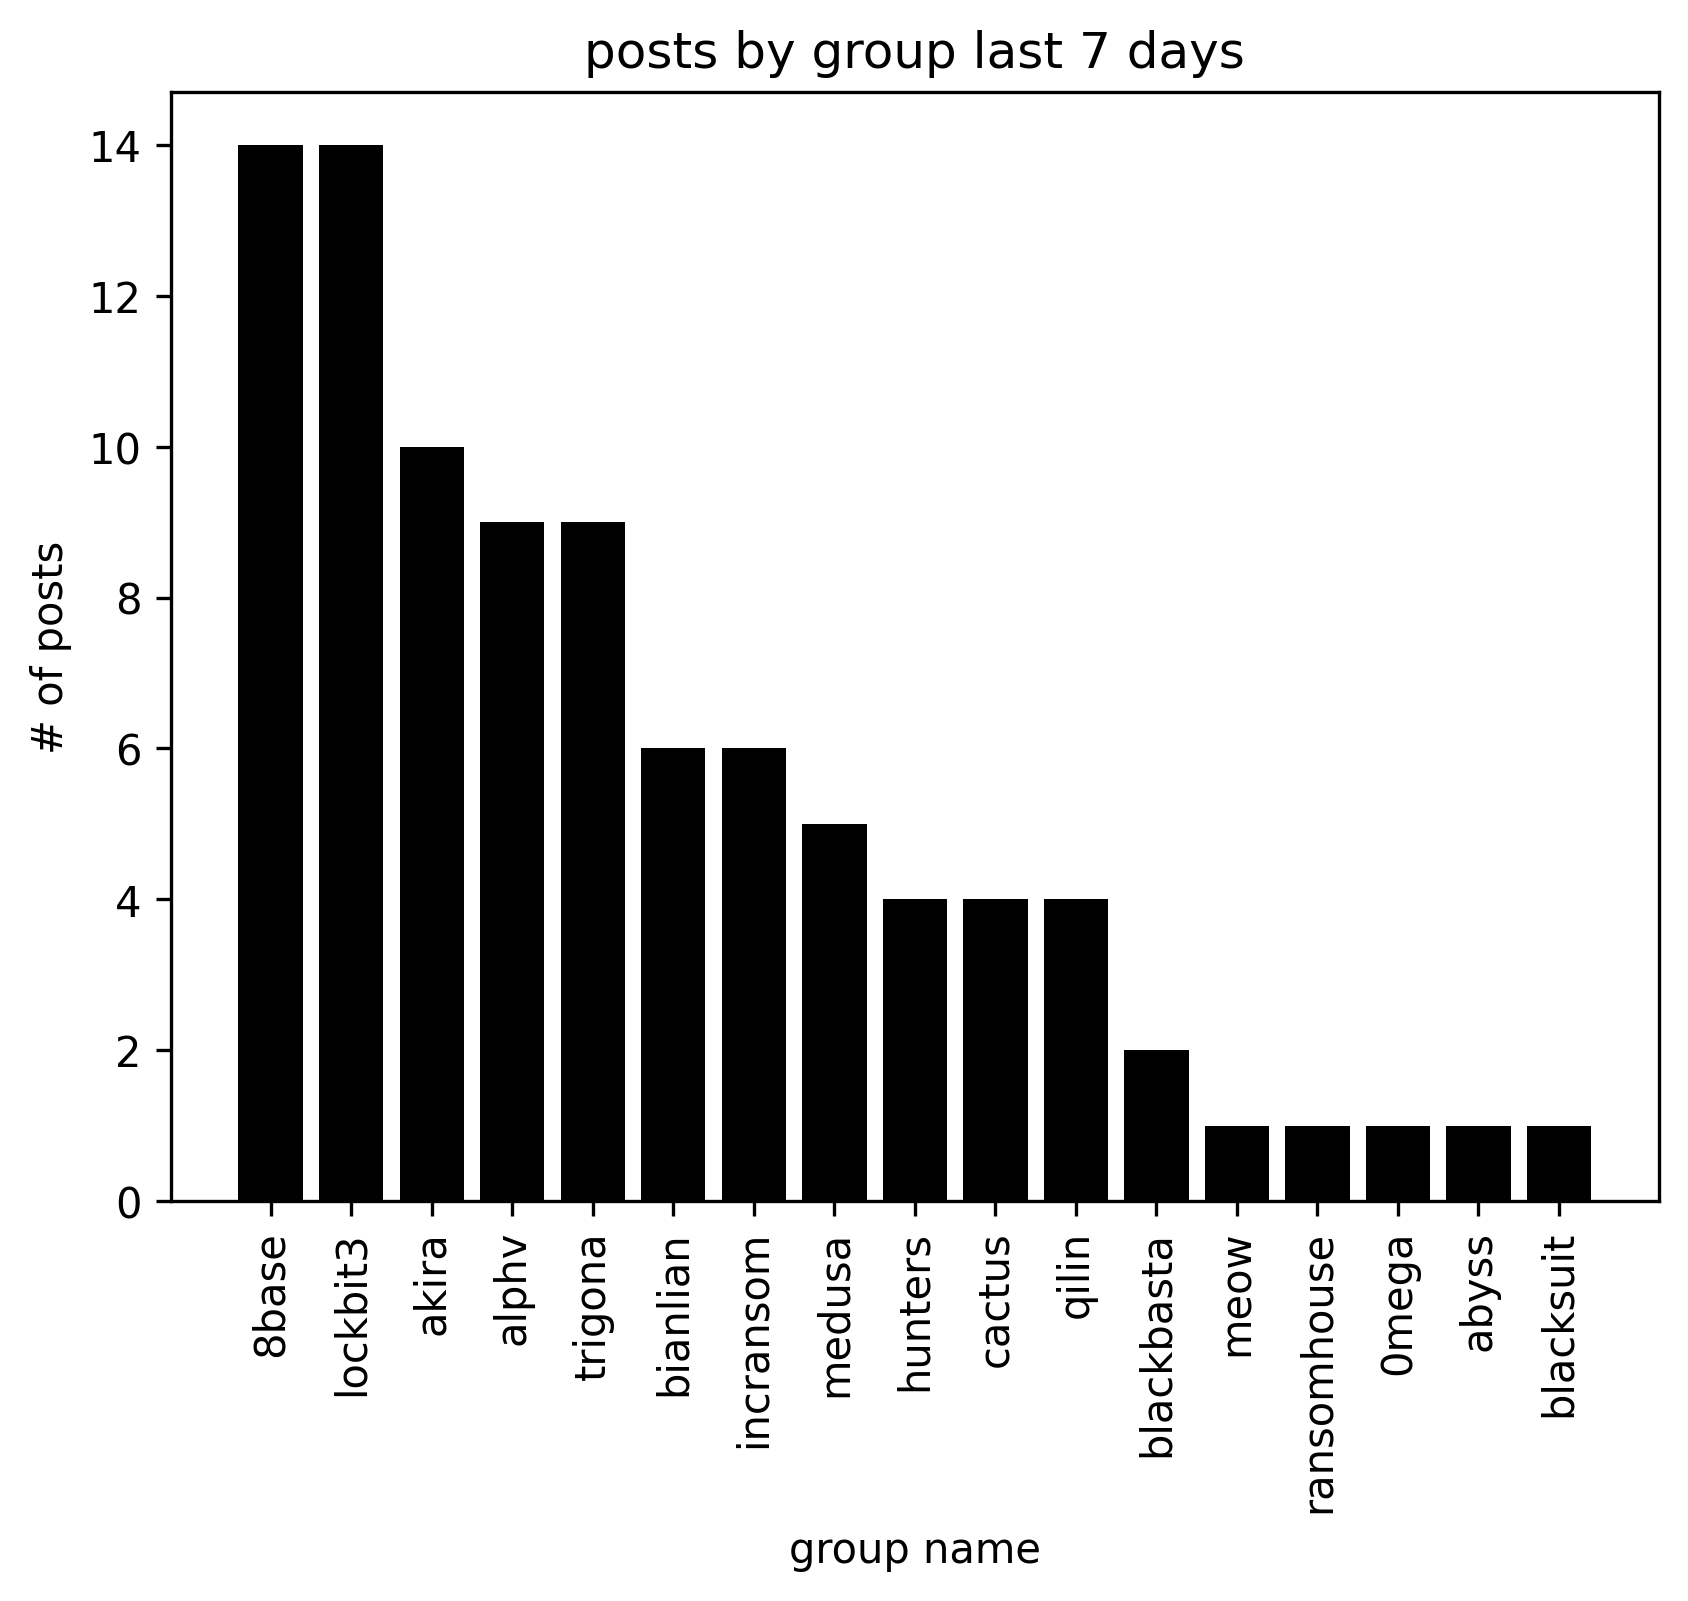 posts by group last 7 days
# of posts
14
12
10
8
6
4
2
0
8base
lockbit3
akira
alphv
trigona
bianlian
incransom
medusa
hunters
cactus
qilin
blackbasta
meow
ransomhouse
0mega
abyss
blacksuit
group name